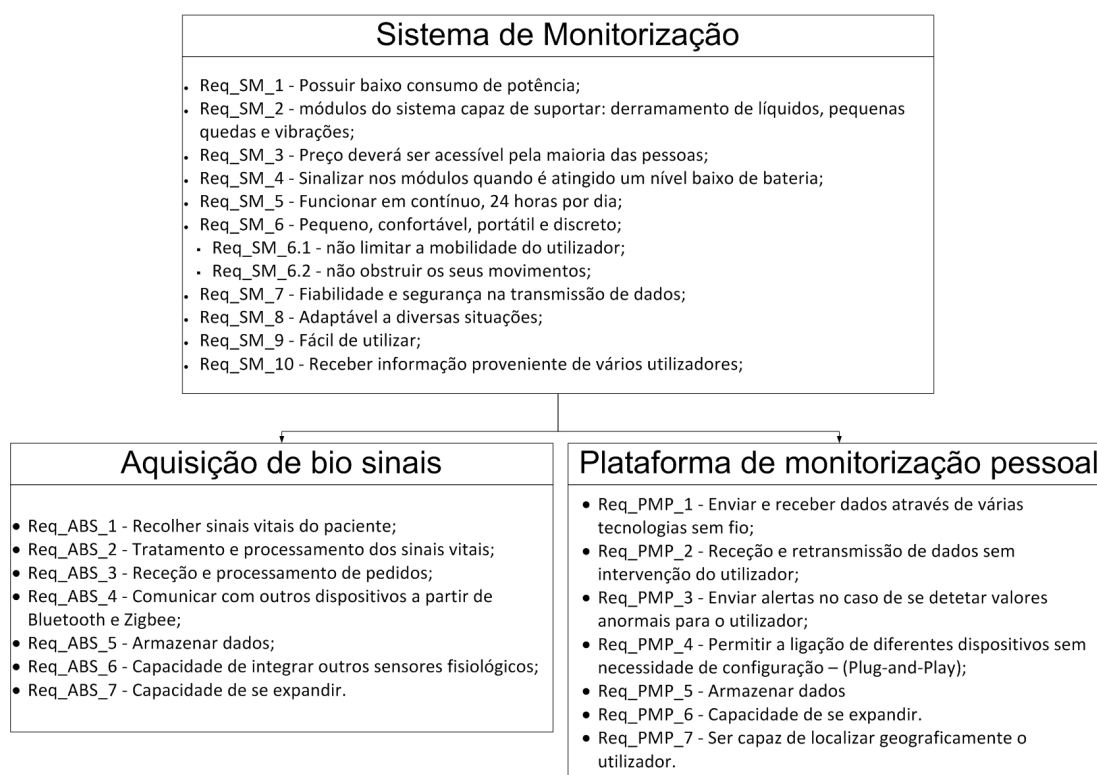 Sistema de Monitorização
• Req_SM_1 - Possuir baixo consumo de potência;
• Req_SM_2 - módulos do sistema capaz de suportar: derramamento de líquidos, pequenas
quedas e vibrações;
• Req_SM_3 - Preço deverá ser acessível pela maioria das pessoas;
• Req_SM_4 - Sinalizar nos módulos quando é atingido um nível baixo de bateria;
• Req_SM_5 - Funcionar em contínuo, 24 horas por dia;
• Req_SM_6 - Pequeno, confortável, portátil e discreto;
• Req_SM_6.1 - não limitar a mobilidade do utilizador;
• Req_SM_6.2 - não obstruir os seus movimentos;
• Req_SM_7 - Fiabilidade e segurança na transmissão de dados;
• Req_SM_8 - Adaptável a diversas situações;
• Req_SM_9 - Fácil de utilizar;
• Req_SM_10 - Receber informação proveniente de vários utilizadores;
Aquisição de bio sinais
• Req_ABS_1 - Recolher sinais vitais do paciente;
• Req_ABS_2 - Tratamento e processamento dos sinais vitais;
• Req_ABS_3 - Receção e processamento de pedidos;
• Req_ABS_4 - Comunicar com outros dispositivos a partir de
Bluetooth e Zigbee;
• Req_ABS_5 - Armazenar dados;
• Req_ABS_6 - Capacidade de integrar outros sensores fisiológicos;
• Req_ABS_7 - Capacidade de se expandir.
Plataforma de monitorização pessoal
• Req_PMP_1 - Enviar e receber dados através de várias
tecnologias sem fio;
• Req_PMP_2 - Receção e retransmissão de dados sem
intervenção do utilizador;
• Req_PMP_3 - Enviar alertas no caso de se detetar valores
anormais para o utilizador;
• Req_PMP_4 - Permitir a ligação de diferentes dispositivos sem
necessidade de configuração – (Plug-and-Play);
• Req_PMP_5 - Armazenar dados
• Req_PMP_6 - Capacidade de se expandir.
• Req_PMP_7 - Ser capaz de localizar geograficamente o
utilizador.